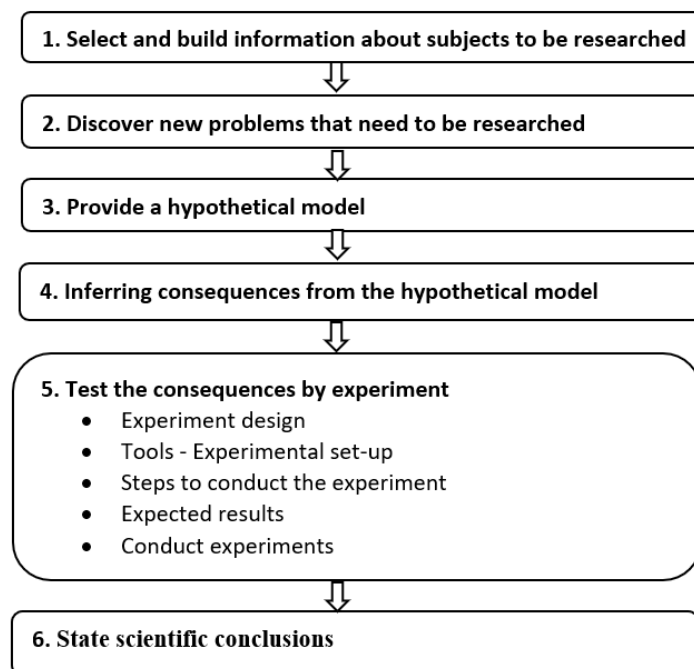 1. Select and build information about subjects to be researched
2. Discover new problems that need to be researched
3. Provide a hypothetical model
4. Inferring consequences from the hypothetical model
5. Test the consequences by experiment
• Experiment design
• Tools - Experimental set-up
• Steps to conduct the experiment
• Expected results
• Conduct experiments
6. State scientific conclusions